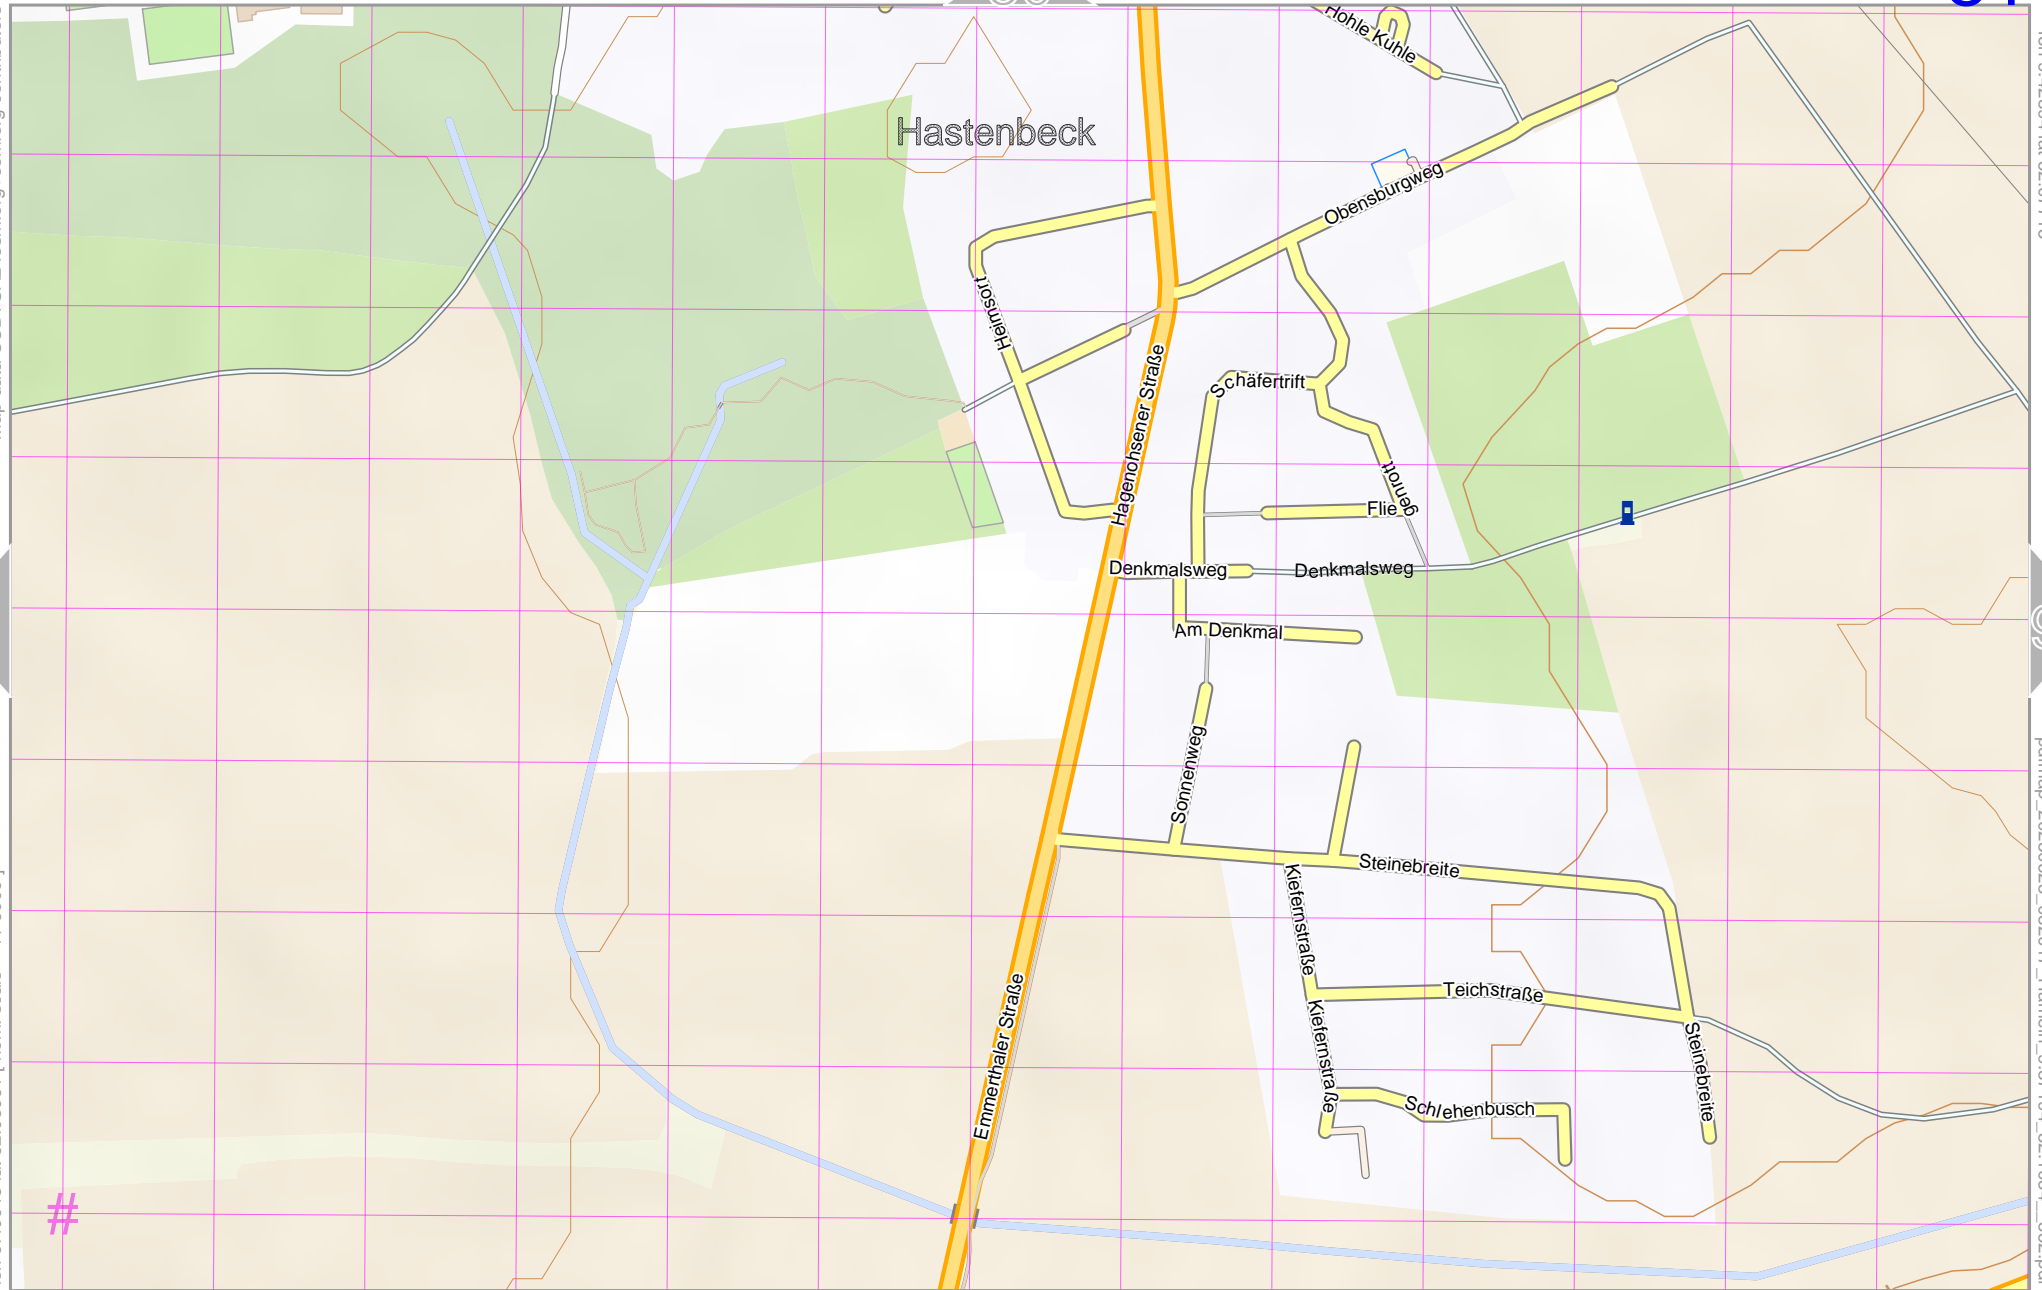 Hohle Kuhle
Hastenbeck
Obensburgweg
Heimsort
Hagenohsener Straße
Schäfertrift
Fliegenrott
Denkmalsweg
Denkmalsweg
Am Denkmal
Sonnenweg
Steinebreite
Kiefernstraße
Teichstraße
Kiefernstraße
Steinebreite
Schlehenbusch
Emmerthaler Straße
#